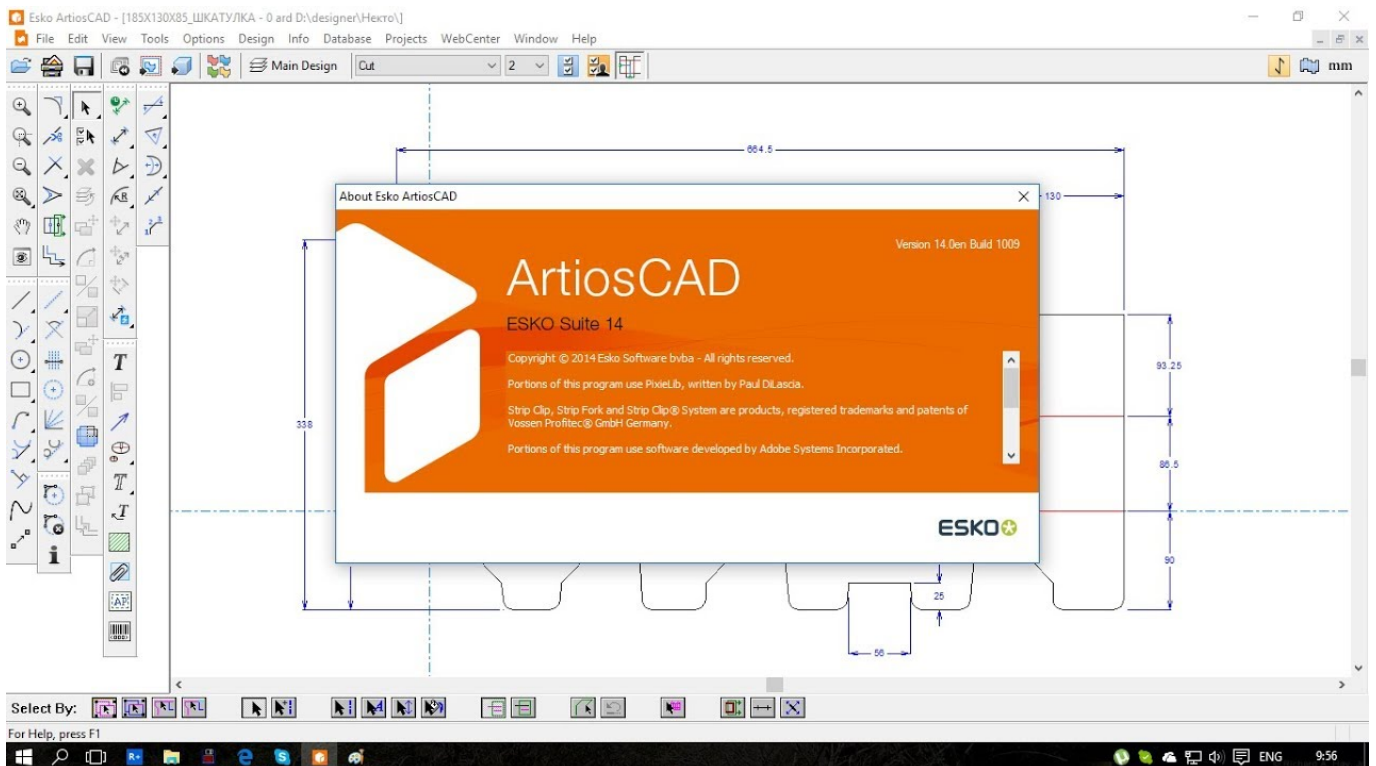 Esko ArtiosCAD - [185X130X85_ШКАТУЛКА - 0 ard D:\designer\Некто\]
File Edit View Tools Options Design Info Database Projects WebCenter Window Help
Main Design Cut 2 mm
664.5
130
About Esko ArtiosCAD
Version 14.0en Build 1009
ArtiosCAD
ESKO Suite 14
Copyright © 2014 Esko Software bvba - All rights reserved.
Portions of this program use PixieLib, written by Paul DiLascia.
Strip Clip, Strip Fork and Strip Clip® System are products, registered trademarks and patents of
Vossen Profitec® GmbH Germany.
Portions of this program use software developed by Adobe Systems Incorporated.
ESKO
93.25
338
86.5
90
25
56
Select By:
For Help, press F1
ENG 9:56